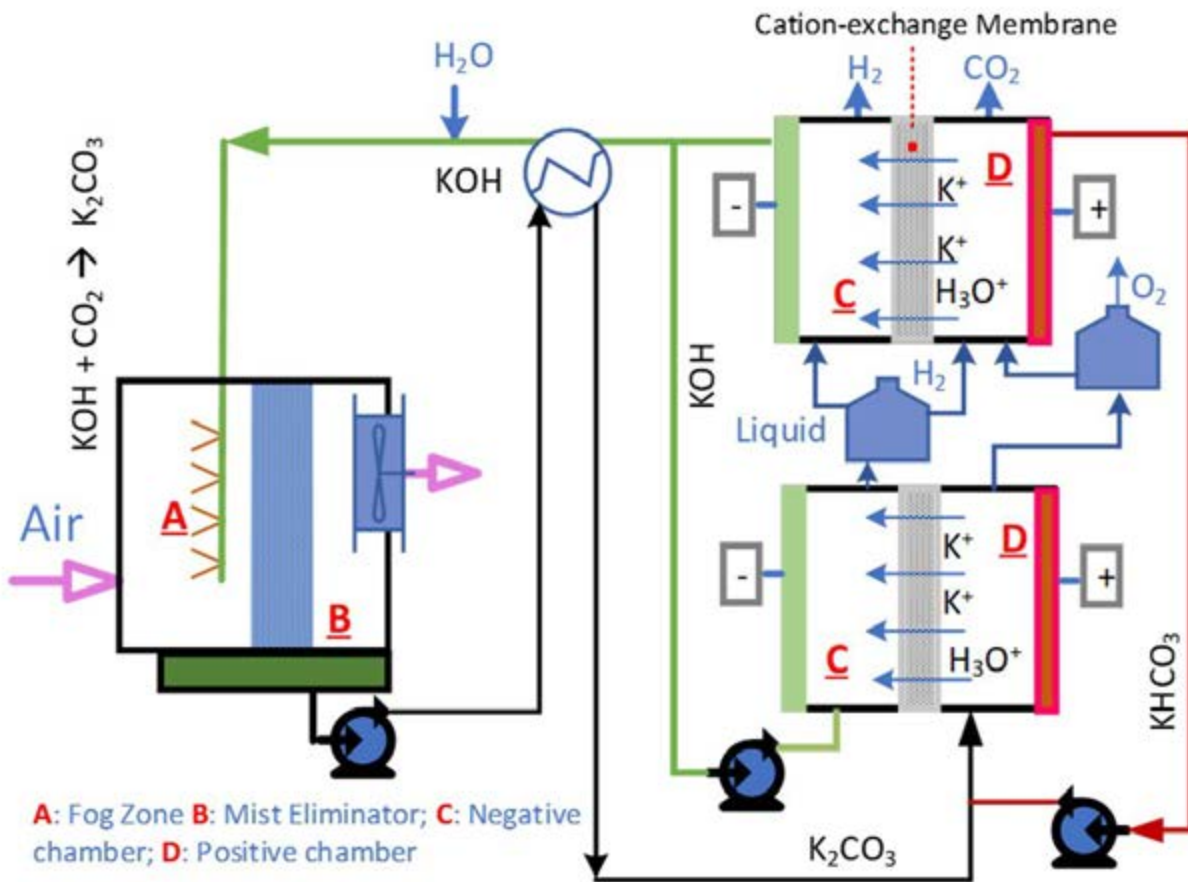 Cation-exchange Membrane
H₂O
H₂
CO₂
KOH + CO₂ → K₂CO₃
KOH
D
-
K⁺
+
K⁺
C
H₃O⁺
O₂
KOH
H₂
Liquid
Air
A
B
D
K⁺
-
+
K⁺
C
H₃O⁺
KHCO₃
A: Fog Zone B: Mist Eliminator; C: Negative
chamber; D: Positive chamber
K₂CO₃